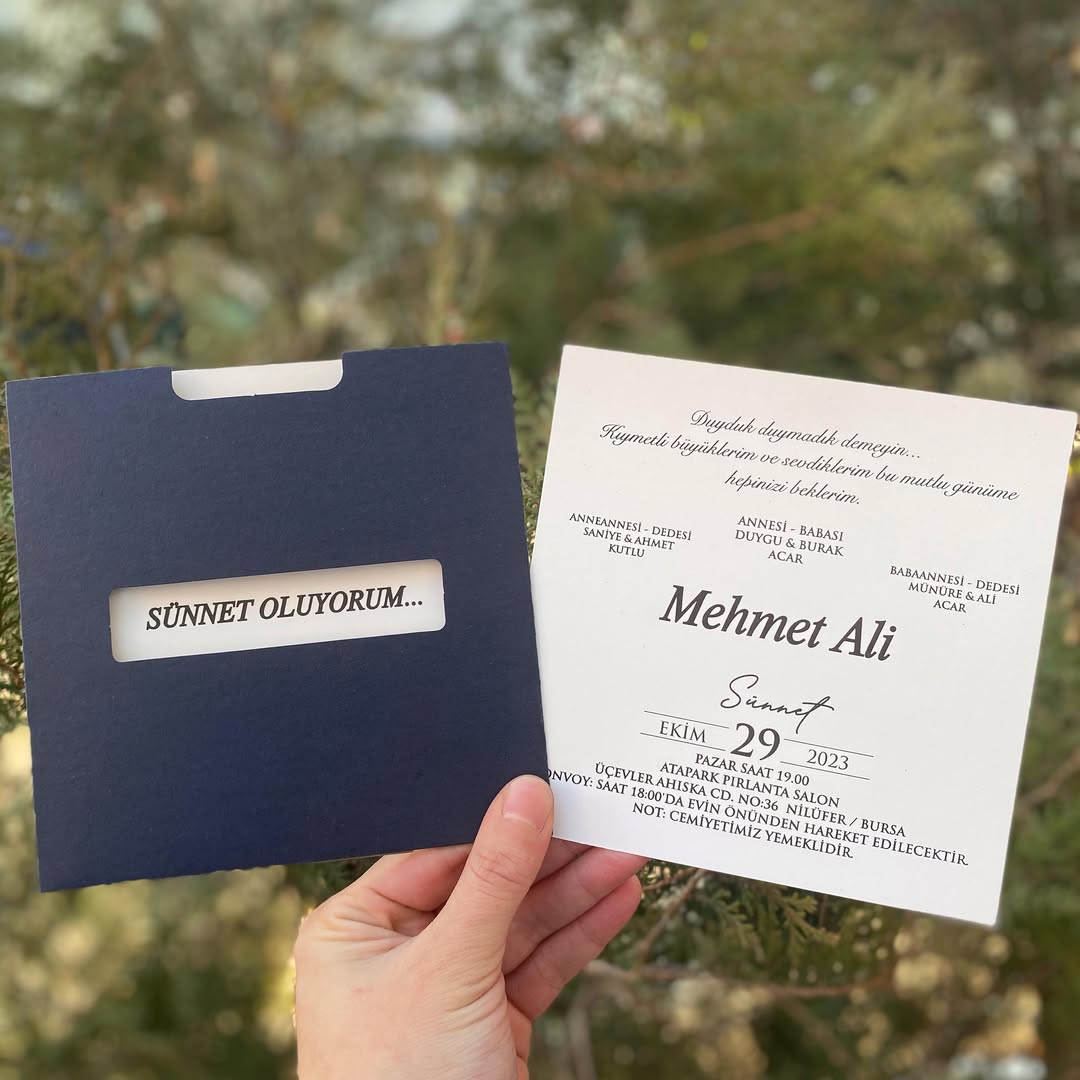 SÜNNET OLUYORUM...
Duyduk duymadık demeyin...
Kıymetli büyüklerim ve sevdiklerim bu mutlu günüme
hepinizi beklerim.
ANNEANNESİ - DEDESİ
SANİYE & AHMET
KUTLU
ANNESİ - BABASI
DUYGU & BURAK
ACAR
BABAANNESİ - DEDESİ
MÜNÜRE & ALİ
ACAR
Mehmet Ali
Sünnet
EKİM 29 2023
PAZAR SAAT 19.00
ATAPARK PIRLANTA SALON
ÜÇEVLER AHISKA CD. NO:36 NİLÜFER / BURSA
ONVOY: SAAT 18:00'DA EVİN ÖNÜNDEN HAREKET EDİLECEKTİR
NOT: CEMİYETİMİZ YEMEKLİDİR.